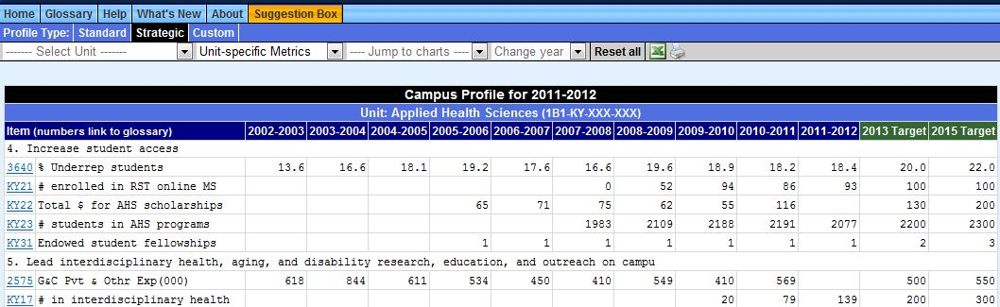 Home Glossary Help What's New About Suggestion Box
Profile Type: Standard Strategic Custom
------- Select Unit ------- Unit-specific Metrics ---- Jump to charts ---- Change year Reset all
Campus Profile for 2011-2012
Unit: Applied Health Sciences (1B1-KY-XXX-XXX)
Item (numbers link to glossary) 2002-2003 2003-2004 2004-2005 2005-2006 2006-2007 2007-2008 2008-2009 2009-2010 2010-2011 2011-2012 2013 Target 2015 Target
4. Increase student access
3640 % Underrep students 13.6 16.6 18.1 19.2 17.6 16.6 19.6 18.9 18.2 18.4 20.0 22.0
KY21 # enrolled in RST online MS 0 52 94 86 93 100 100
KY22 Total $ for AHS scholarships 65 71 75 62 55 116 130 200
KY23 # students in AHS programs 1983 2109 2188 2191 2077 2200 2300
KY31 Endowed student fellowships 1 1 1 1 1 1 1 2 3
5. Lead interdisciplinary health, aging, and disability research, education, and outreach on campu
2575 G&C Pvt & Othr Exp(000) 618 844 611 534 450 410 549 410 569 500 550
KY17 # in interdisciplinary health 20 79 139 200 300